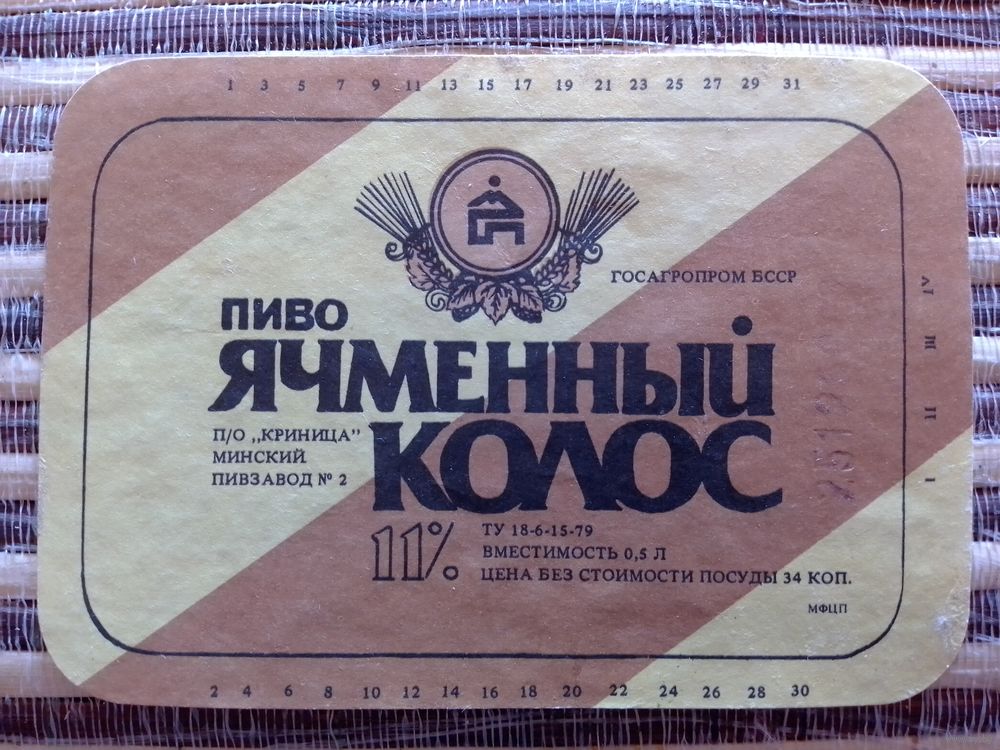 1 3 5 7 9 11 13 15 17 19 21 23 25 27 29 31
ГОСАГРОПРОМ БССР
ПИВО
ЯЧМЕННЫЙ
КОЛОС
П/О „КРИНИЦА”
МИНСКИЙ
ПИВЗАВОД № 2
11%
ТУ 18-6-15-79
ВМЕСТИМОСТЬ 0,5 Л
ЦЕНА БЕЗ СТОИМОСТИ ПОСУДЫ 34 КОП.
МФЦП
I II III
2 4 6 8 10 12 14 16 18 20 22 24 26 28 30